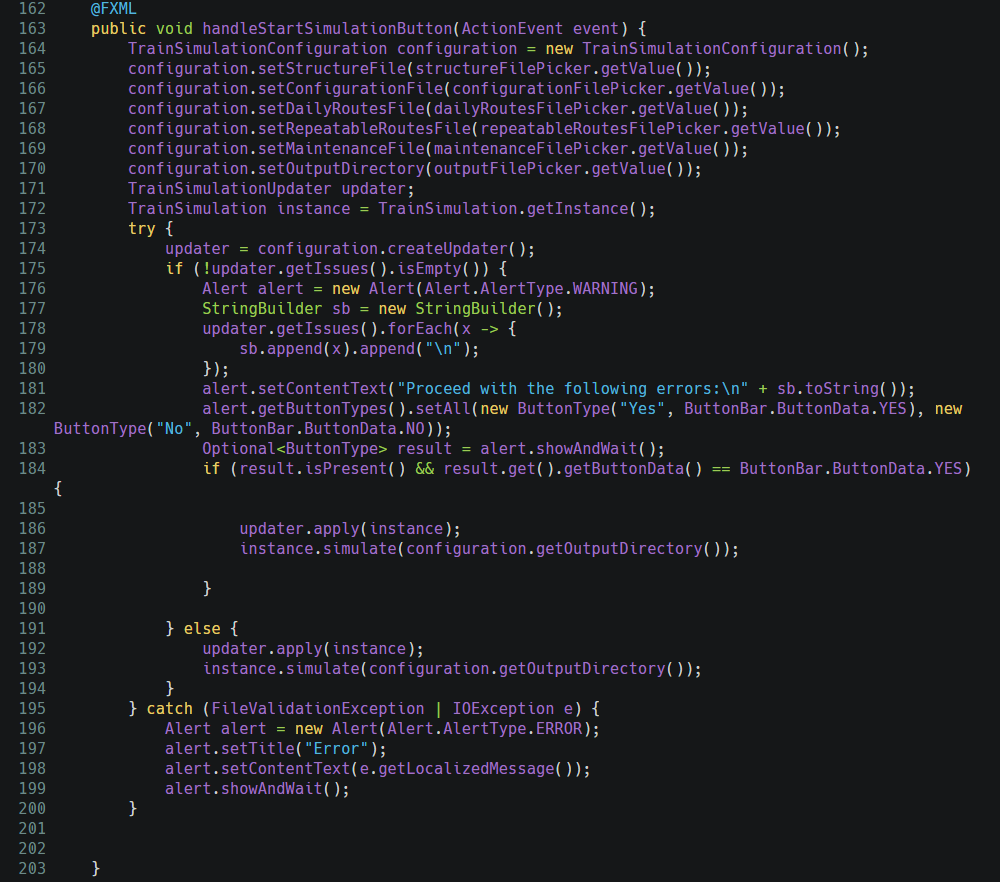 162     @FXML
163     public void handleStartSimulationButton(ActionEvent event) {
164         TrainSimulationConfiguration configuration = new TrainSimulationConfiguration();
165         configuration.setStructureFile(structureFilePicker.getValue());
166         configuration.setConfigurationFile(configurationFilePicker.getValue());
167         configuration.setDailyRoutesFile(dailyRoutesFilePicker.getValue());
168         configuration.setRepeatableRoutesFile(repeatableRoutesFilePicker.getValue());
169         configuration.setMaintenanceFile(maintenanceFilePicker.getValue());
170         configuration.setOutputDirectory(outputFilePicker.getValue());
171         TrainSimulationUpdater updater;
172         TrainSimulation instance = TrainSimulation.getInstance();
173         try {
174             updater = configuration.createUpdater();
175             if (!updater.getIssues().isEmpty()) {
176                 Alert alert = new Alert(Alert.AlertType.WARNING);
177                 StringBuilder sb = new StringBuilder();
178                 updater.getIssues().forEach(x -> {
179                     sb.append(x).append("\n");
180                 });
181                 alert.setContentText("Proceed with the following errors:\n" + sb.toString());
182                 alert.getButtonTypes().setAll(new ButtonType("Yes", ButtonBar.ButtonData.YES), new
ButtonType("No", ButtonBar.ButtonData.NO));
183                 Optional<ButtonType> result = alert.showAndWait();
184                 if (result.isPresent() && result.get().getButtonData() == ButtonBar.ButtonData.YES)
{
185
186                     updater.apply(instance);
187                     instance.simulate(configuration.getOutputDirectory());
188
189                 }
190
191             } else {
192                 updater.apply(instance);
193                 instance.simulate(configuration.getOutputDirectory());
194             }
195         } catch (FileValidationException | IOException e) {
196             Alert alert = new Alert(Alert.AlertType.ERROR);
197             alert.setTitle("Error");
198             alert.setContentText(e.getLocalizedMessage());
199             alert.showAndWait();
200         }
201
202
203     }